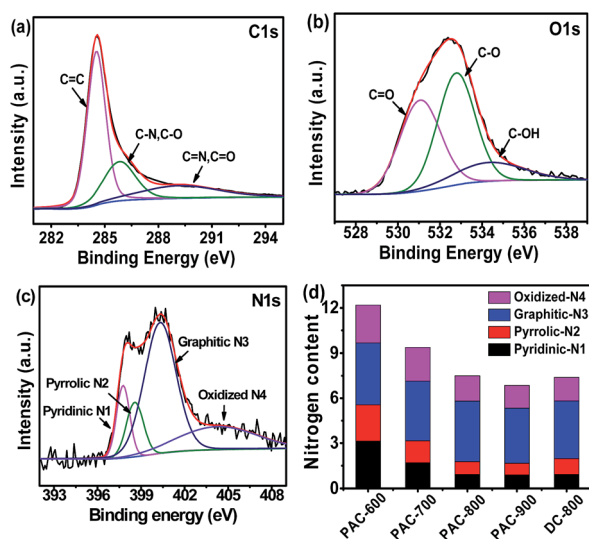 (a)
C1s
C=C
C-N,C-O
C=N,C=O
Intensity (a.u.)
282 285 288 291 294
Binding Energy (eV)
(b)
O1s
C=O
C-O
C-OH
Intensity (a.u.)
528 530 532 534 536 538
Binding Energy (eV)
(c)
N1s
Graphitic N3
Pyrrolic N2
Pyridinic N1
Oxidized N4
Intensity (a.u.)
393 396 399 402 405 408
Binding energy (eV)
(d)
Oxidized-N4
Graphitic-N3
Pyrrolic-N2
Pyridinic-N1
Nitrogen content
12
9
6
3
0
PAC-600
PAC-700
PAC-800
PAC-900
DC-800